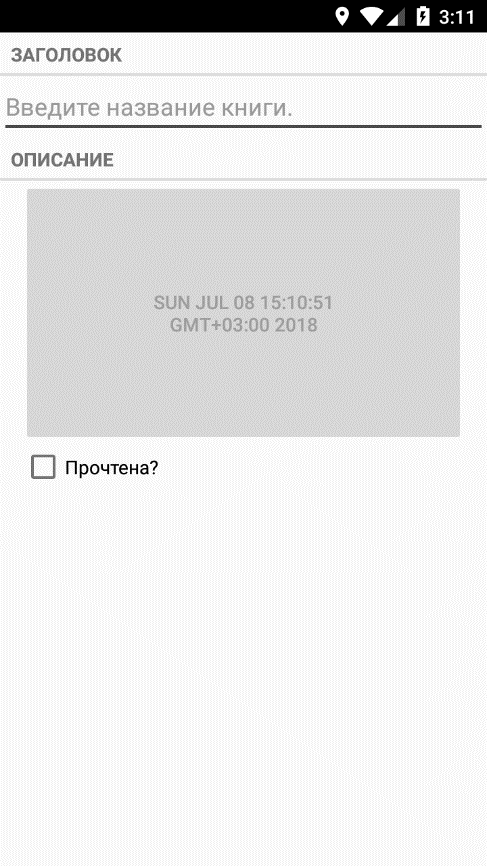 3:11
ЗАГОЛОВОК
Введите название книги.
ОПИСАНИЕ
SUN JUL 08 15:10:51
GMT+03:00 2018
Прочтена?